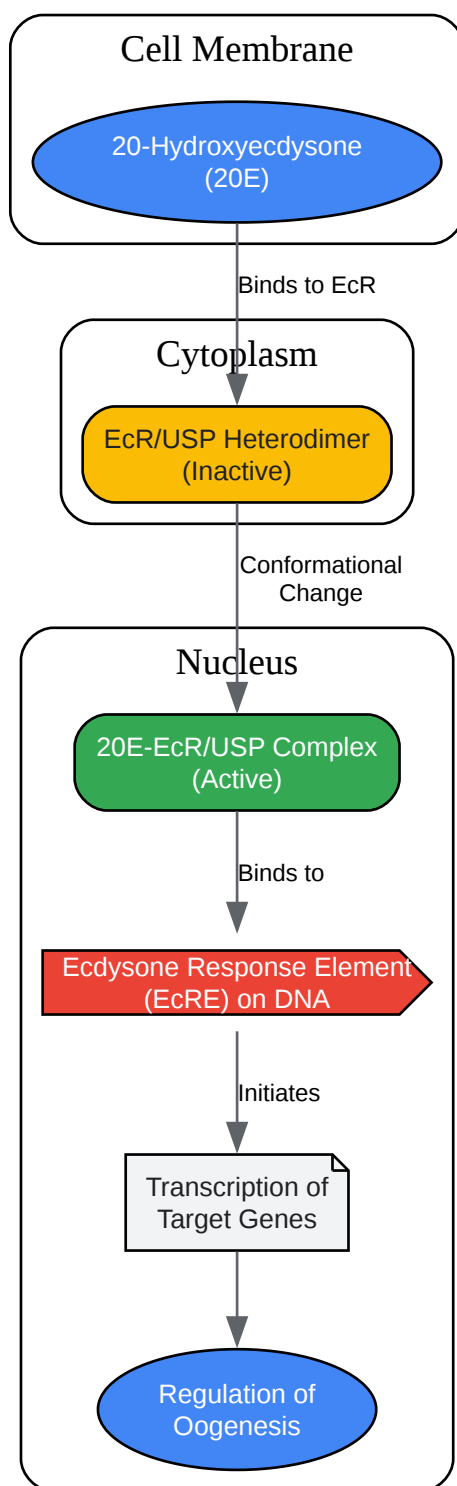 Cell Membrane
20-Hydroxyecdysone
(20E)
Binds to EcR
Cytoplasm
EcR/USP Heterodimer
(Inactive)
Conformational
Change
Nucleus
20E-EcR/USP Complex
(Active)
Binds to
Ecdysone Response Element
(EcRE) on DNA
Initiates
Transcription of
Target Genes
Regulation of
Oogenesis